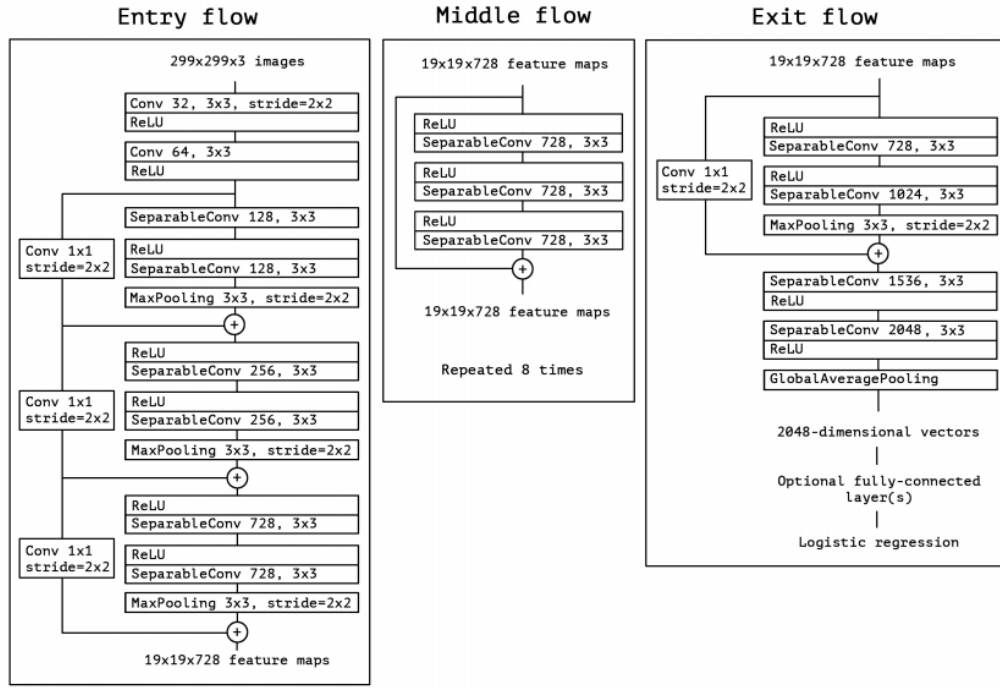 Entry flow
299x299x3 images
Conv 32, 3x3, stride=2x2
ReLU
Conv 64, 3x3
ReLU
SeparableConv 128, 3x3
Conv 1x1
stride=2x2
ReLU
SeparableConv 128, 3x3
MaxPooling 3x3, stride=2x2
+
ReLU
SeparableConv 256, 3x3
Conv 1x1
stride=2x2
ReLU
SeparableConv 256, 3x3
MaxPooling 3x3, stride=2x2
+
ReLU
SeparableConv 728, 3x3
Conv 1x1
stride=2x2
ReLU
SeparableConv 728, 3x3
MaxPooling 3x3, stride=2x2
+
19x19x728 feature maps
Middle flow
19x19x728 feature maps
ReLU
SeparableConv 728, 3x3
ReLU
SeparableConv 728, 3x3
ReLU
SeparableConv 728, 3x3
+
19x19x728 feature maps
Repeated 8 times
Exit flow
19x19x728 feature maps
ReLU
SeparableConv 728, 3x3
Conv 1x1
stride=2x2
ReLU
SeparableConv 1024, 3x3
MaxPooling 3x3, stride=2x2
+
SeparableConv 1536, 3x3
ReLU
SeparableConv 2048, 3x3
ReLU
GlobalAveragePooling
2048-dimensional vectors
Optional fully-connected
layer(s)
Logistic regression